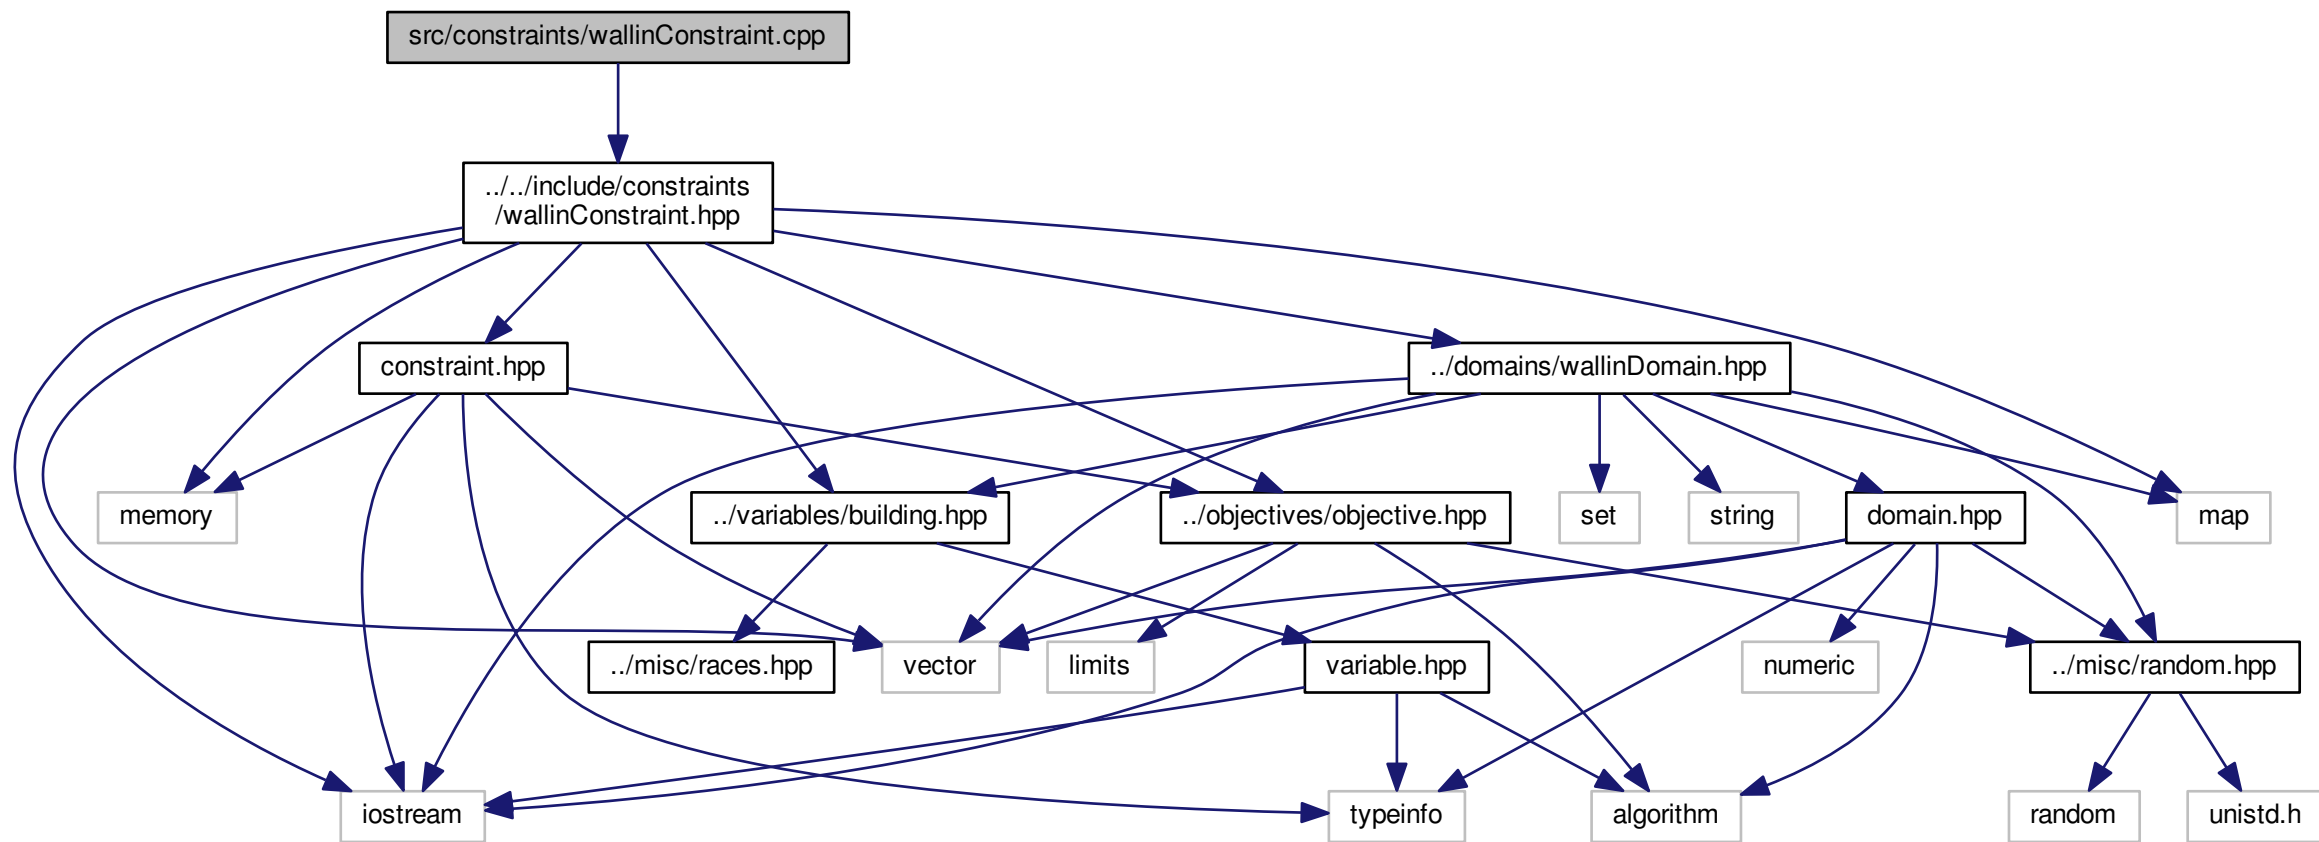 src/constraints/wallinConstraint.cpp
../../include/constraints
/wallinConstraint.hpp
constraint.hpp
../domains/wallinDomain.hpp
memory
../variables/building.hpp
../objectives/objective.hpp
set
string
domain.hpp
map
../misc/races.hpp
vector
limits
variable.hpp
numeric
../misc/random.hpp
iostream
typeinfo
algorithm
random
unistd.h